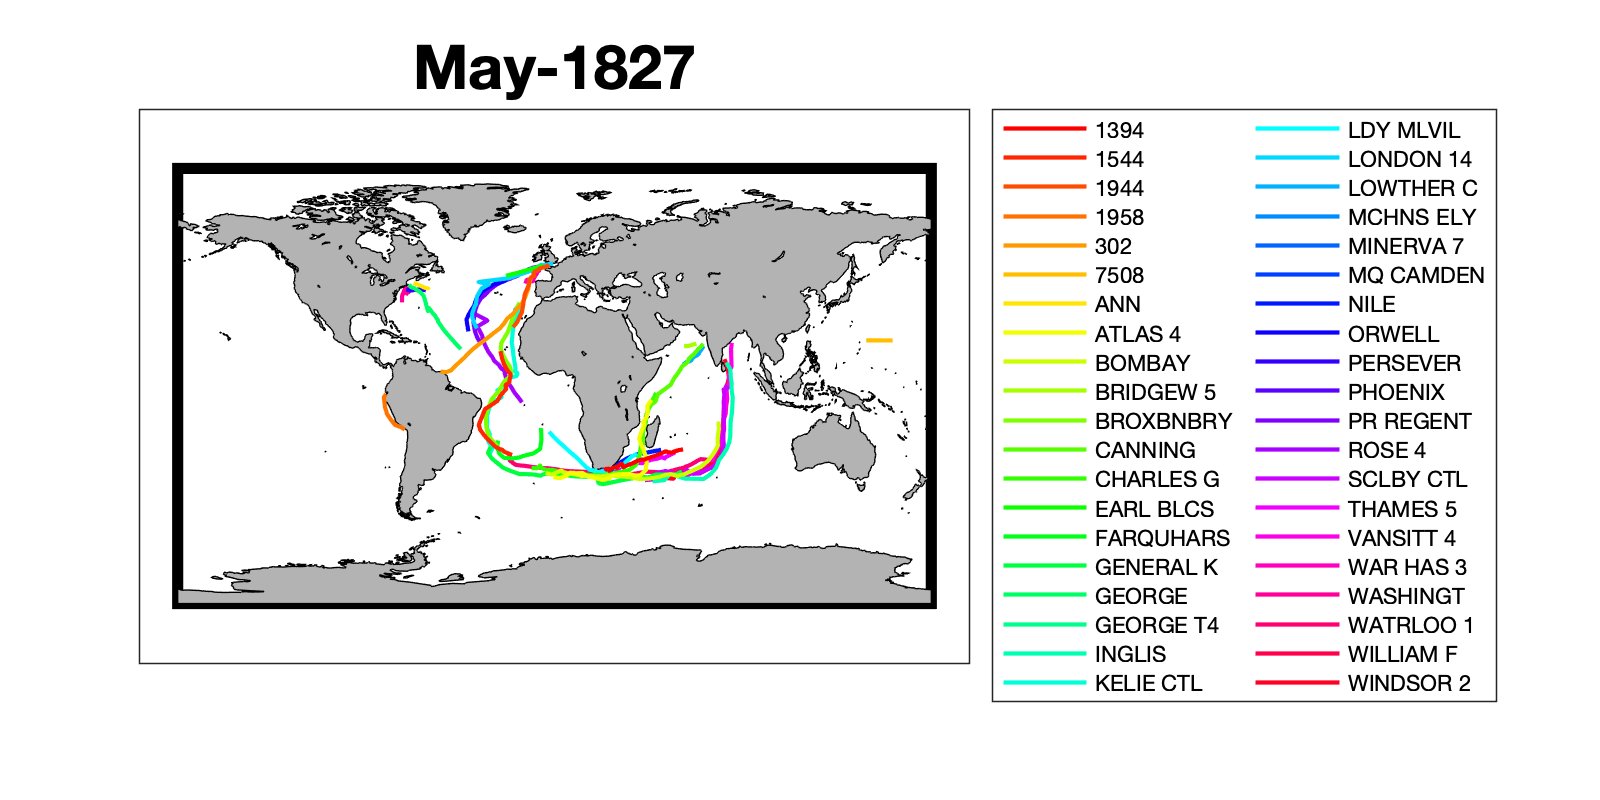 May-1827
1394
1544
1944
1958
302
7508
ANN
ATLAS 4
BOMBAY
BRIDGEW 5
BROXBNBRY
CANNING
CHARLES G
EARL BLCS
FARQUHARS
GENERAL K
GEORGE
GEORGE T4
INGLIS
KELIE CTL
LDY MLVIL
LONDON 14
LOWTHER C
MCHNS ELY
MINERVA 7
MQ CAMDEN
NILE
ORWELL
PERSEVER
PHOENIX
PR REGENT
ROSE 4
SCLBY CTL
THAMES 5
VANSITT 4
WAR HAS 3
WASHINGT
WATRLOO 1
WILLIAM F
WINDSOR 2